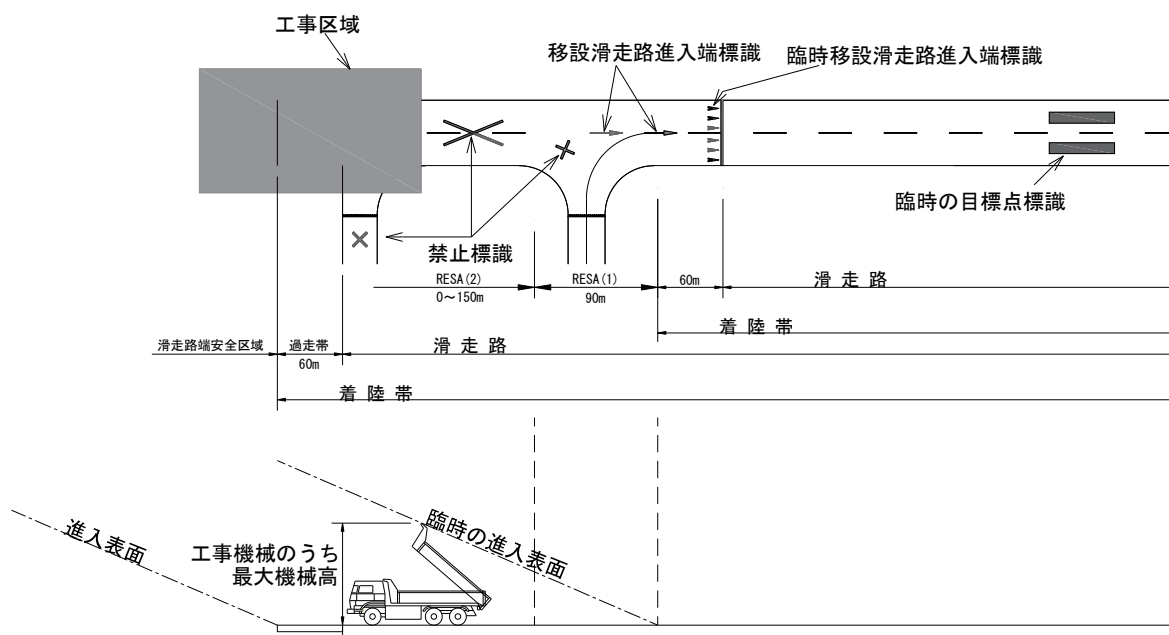 工事区域
移設滑走路進入端標識
臨時移設滑走路進入端標識
臨時の目標点標識
禁止標識
RESA(2)
0～150m
RESA(1)
90m
60m
滑走路
着陸帯
滑走路端安全区域
過走帯
60m
滑走路
着陸帯
進入表面
工事機械のうち
最大機械高
臨時の進入表面